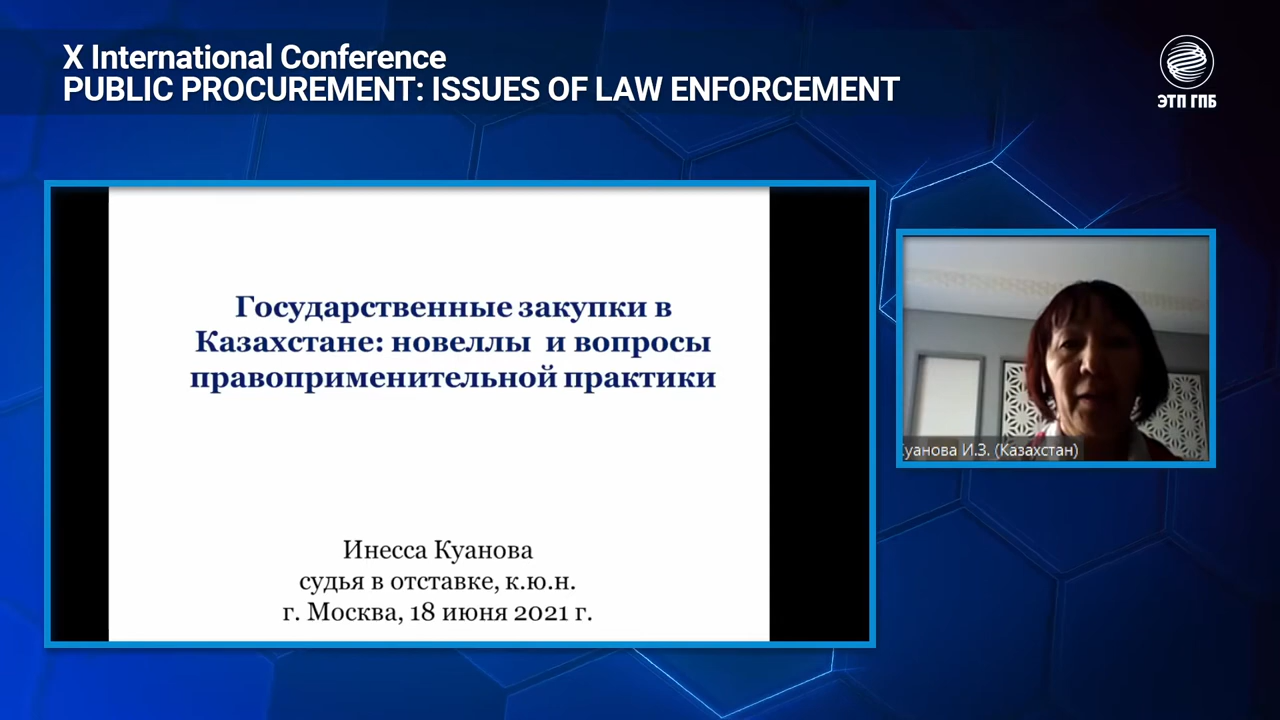 X International Conference
PUBLIC PROCUREMENT: ISSUES OF LAW ENFORCEMENT
ЭТП ГПБ
Государственные закупки в
Казахстане: новеллы и вопросы
правоприменительной практики
Инесса Куанова
судья в отставке, к.ю.н.
г. Москва, 18 июня 2021 г.
Куанова И.З. (Казахстан)